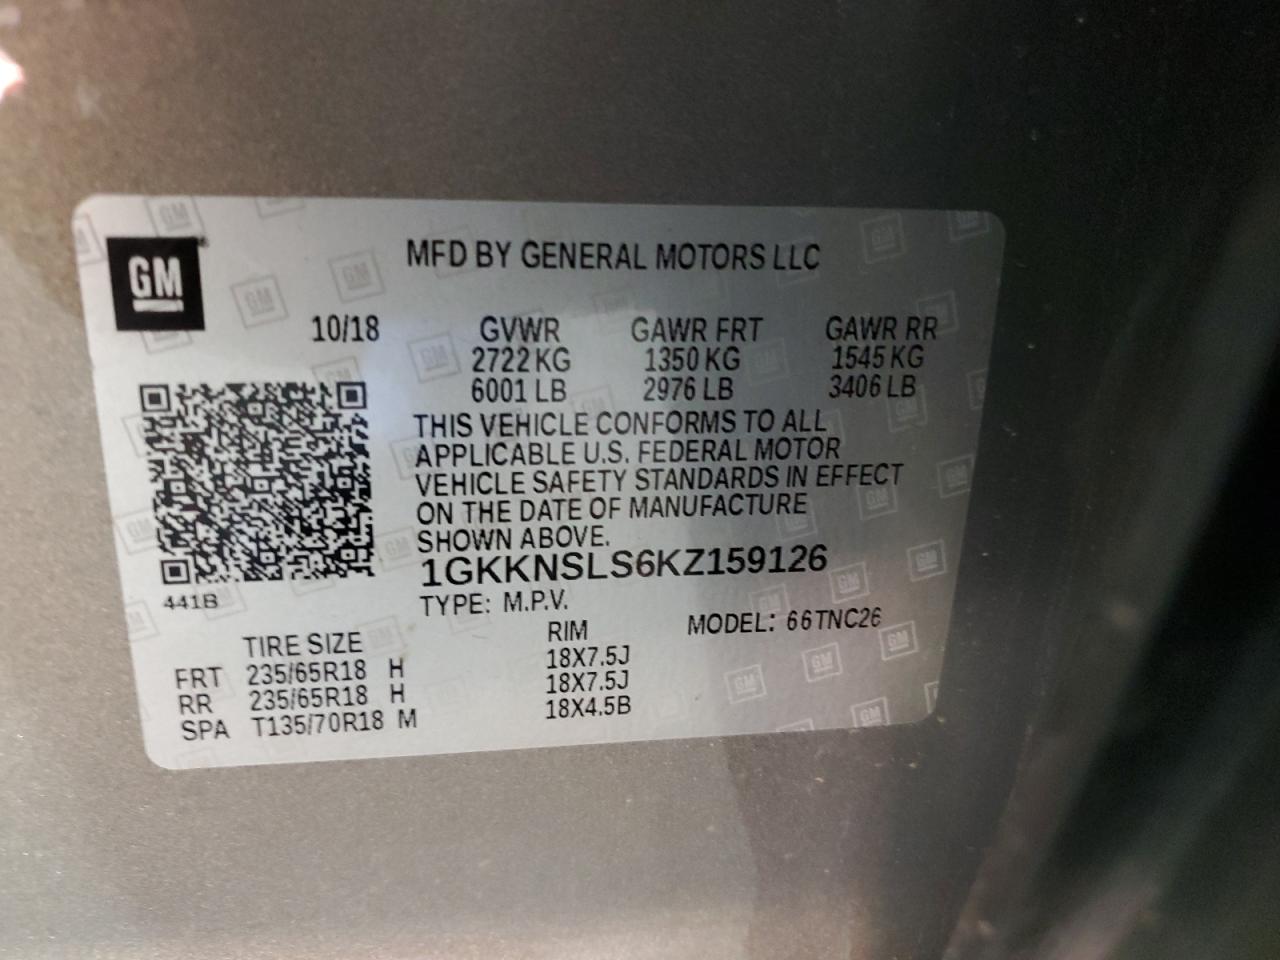 GM
MFD BY GENERAL MOTORS LLC
10/18 GVWR GAWR FRT GAWR RR
2722 KG 1350 KG 1545 KG
6001 LB 2976 LB 3406 LB
THIS VEHICLE CONFORMS TO ALL
APPLICABLE U.S. FEDERAL MOTOR
VEHICLE SAFETY STANDARDS IN EFFECT
ON THE DATE OF MANUFACTURE
SHOWN ABOVE.
1GKKNSLS6KZ159126
441B
TYPE: M.P.V.
MODEL: 66TNC26
TIRE SIZE RIM
FRT 235/65R18 H 18X7.5J
RR 235/65R18 H 18X7.5J
SPA T135/70R18 M 18X4.5B